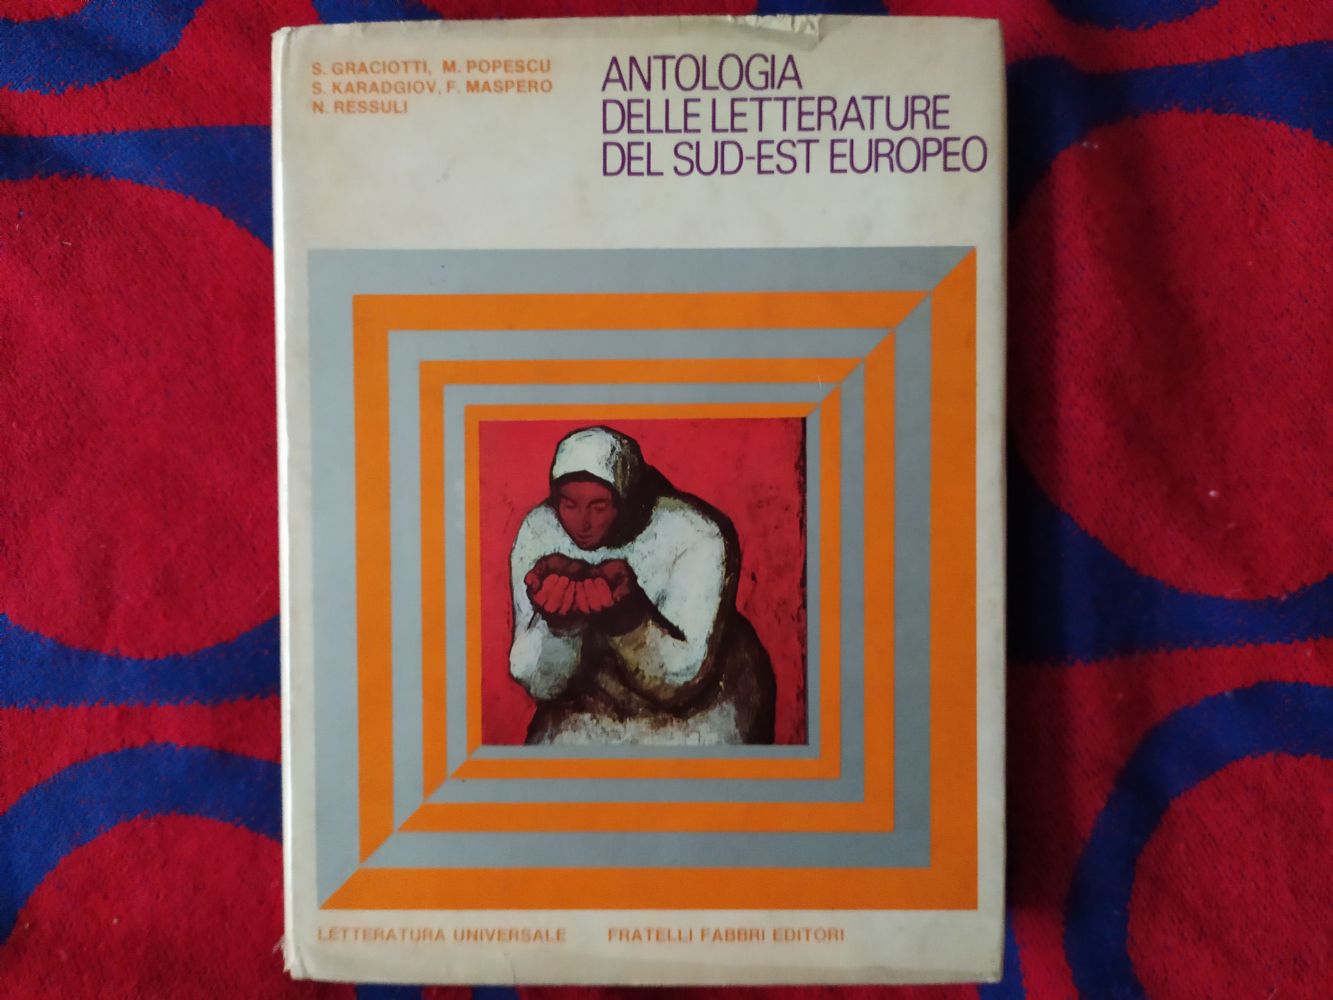 S. GRACIOTTI, M. POPESCU
S. KARADGIOV, F. MASPERO
N. RESSULI
ANTOLOGIA
DELLE LETTERATURE
DEL SUD-EST EUROPEO
LETTERATURA UNIVERSALE
FRATELLI FABBRI EDITORI